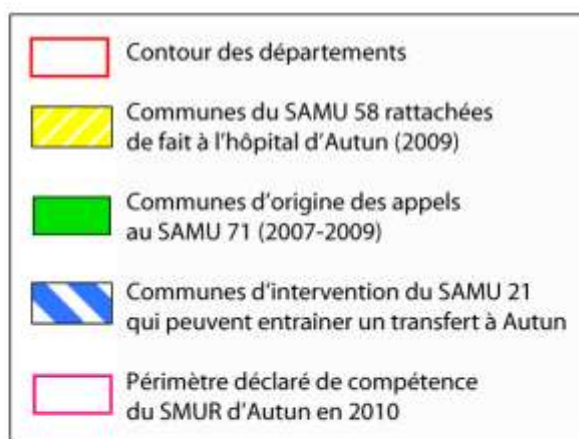 Contour des départements
Communes du SAMU 58 rattachées
de fait à l'hôpital d'Autun (2009)
Communes d'origine des appels
au SAMU 71 (2007-2009)
Communes d'intervention du SAMU 21
qui peuvent entrainer un transfert à Autun
Périmètre déclaré de compétence
du SMUR d'Autun en 2010